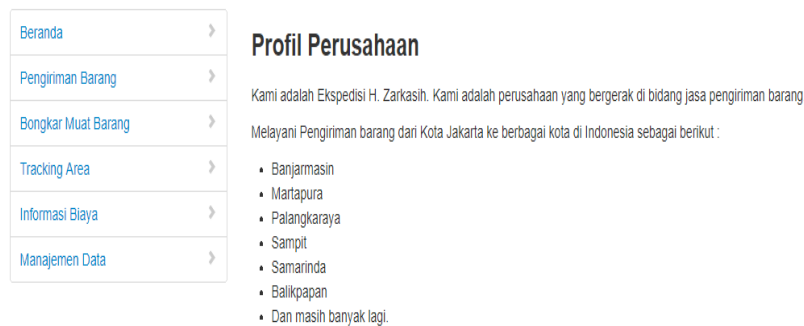 Beranda
Pengiriman Barang
Bongkar Muat Barang
Tracking Area
Informasi Biaya
Manajemen Data
Profil Perusahaan
Kami adalah Ekspedisi H. Zarkasih. Kami adalah perusahaan yang bergerak di bidang jasa pengiriman barang
Melayani Pengiriman barang dari Kota Jakarta ke berbagai kota di Indonesia sebagai berikut :
• Banjarmasin
• Martapura
• Palangkaraya
• Sampit
• Samarinda
• Balikpapan
• Dan masih banyak lagi.